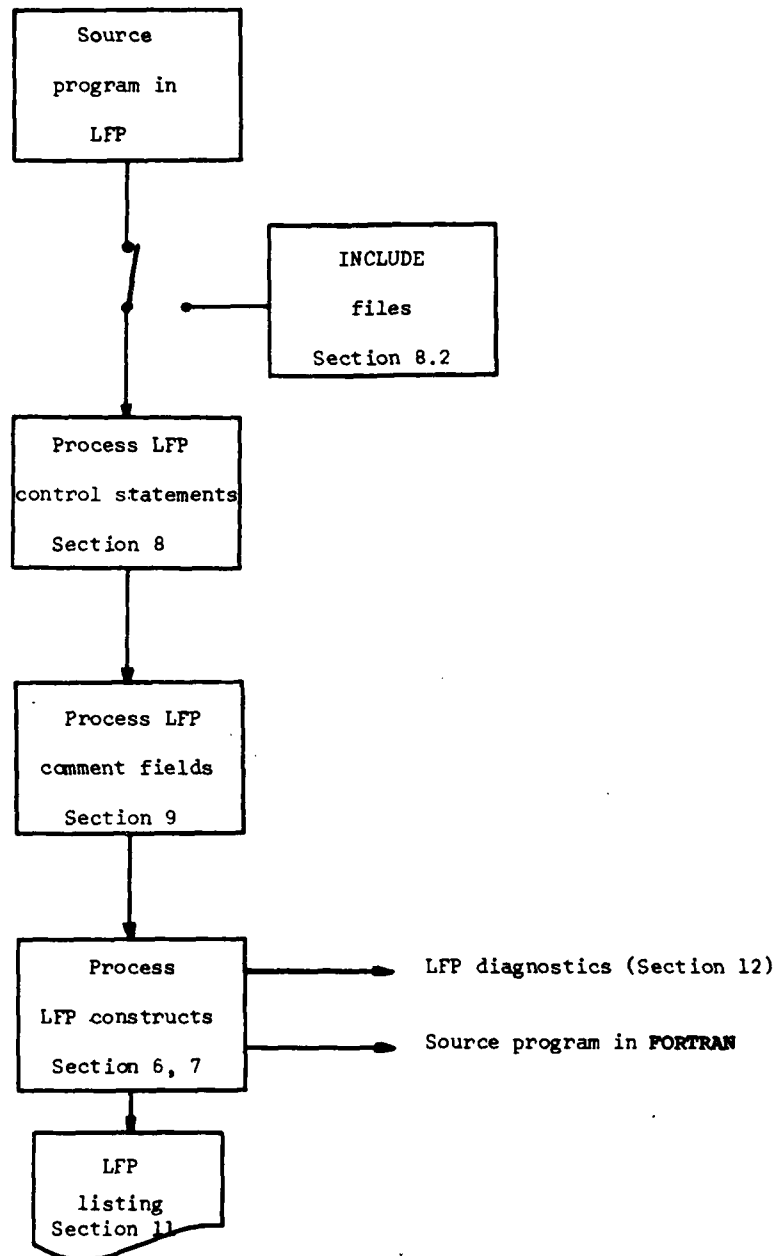 Source
program in
LFP
INCLUDE
files
Section 8.2
Process LFP
control statements
Section 8
Process LFP
comment fields
Section 9
Process
LFP constructs
Section 6, 7
LFP diagnostics (Section 12)
Source program in FORTRAN
LFP
listing
Section 11